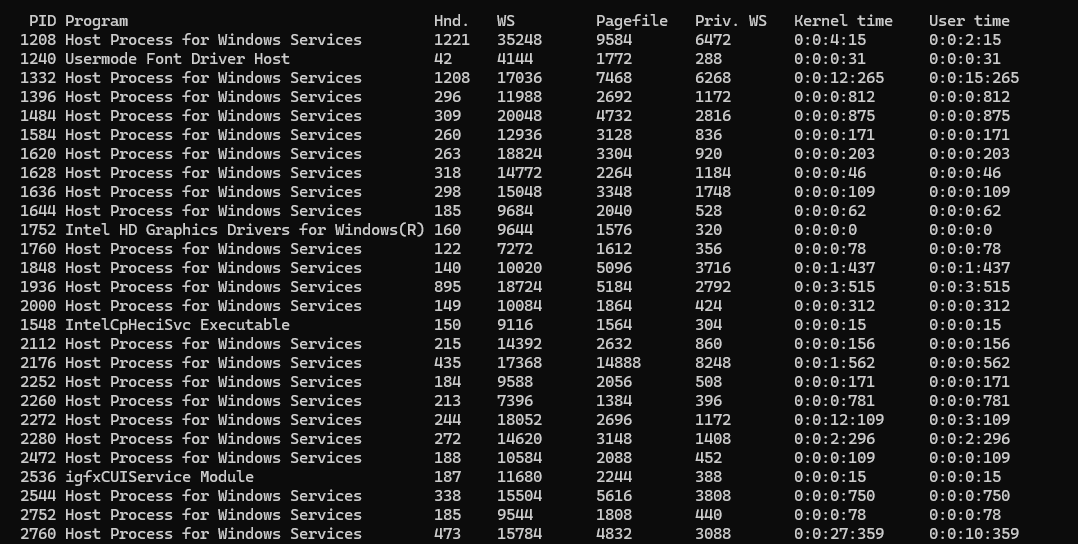 PID Program Hnd. WS Pagefile Priv. WS Kernel time User time
1208 Host Process for Windows Services 1221 35248 9584 6472 0:0:4:15 0:0:2:15
1240 Usermode Font Driver Host 42 4144 1772 288 0:0:0:31 0:0:0:31
1332 Host Process for Windows Services 1208 17036 7468 6268 0:0:12:265 0:0:15:265
1396 Host Process for Windows Services 296 11988 2692 1172 0:0:0:812 0:0:0:812
1484 Host Process for Windows Services 309 20048 4732 2816 0:0:0:875 0:0:0:875
1584 Host Process for Windows Services 260 12936 3128 836 0:0:0:171 0:0:0:171
1620 Host Process for Windows Services 263 18824 3304 920 0:0:0:203 0:0:0:203
1628 Host Process for Windows Services 318 14772 2264 1184 0:0:0:46 0:0:0:46
1636 Host Process for Windows Services 298 15048 3348 1748 0:0:0:109 0:0:0:109
1644 Host Process for Windows Services 185 9684 2040 528 0:0:0:62 0:0:0:62
1752 Intel HD Graphics Drivers for Windows(R) 160 9644 1576 320 0:0:0:0 0:0:0:0
1760 Host Process for Windows Services 122 7272 1612 356 0:0:0:78 0:0:0:78
1848 Host Process for Windows Services 140 10020 5096 3716 0:0:1:437 0:0:1:437
1936 Host Process for Windows Services 895 18724 5184 2792 0:0:3:515 0:0:3:515
2000 Host Process for Windows Services 149 10084 1864 424 0:0:0:312 0:0:0:312
1548 IntelCpHeciSvc Executable 150 9116 1564 304 0:0:0:15 0:0:0:15
2112 Host Process for Windows Services 215 14392 2632 860 0:0:0:156 0:0:0:156
2176 Host Process for Windows Services 435 17368 14888 8248 0:0:1:562 0:0:0:562
2252 Host Process for Windows Services 184 9588 2056 508 0:0:0:171 0:0:0:171
2260 Host Process for Windows Services 213 7396 1384 396 0:0:0:781 0:0:0:781
2272 Host Process for Windows Services 244 18052 2696 1172 0:0:12:109 0:0:3:109
2280 Host Process for Windows Services 272 14620 3148 1408 0:0:2:296 0:0:2:296
2472 Host Process for Windows Services 188 10584 2088 452 0:0:0:109 0:0:0:109
2536 igfxCUIService Module 187 11680 2244 388 0:0:0:15 0:0:0:15
2544 Host Process for Windows Services 338 15504 5616 3808 0:0:0:750 0:0:0:750
2752 Host Process for Windows Services 185 9544 1808 440 0:0:0:78 0:0:0:78
2760 Host Process for Windows Services 473 15784 4832 3088 0:0:27:359 0:0:10:359